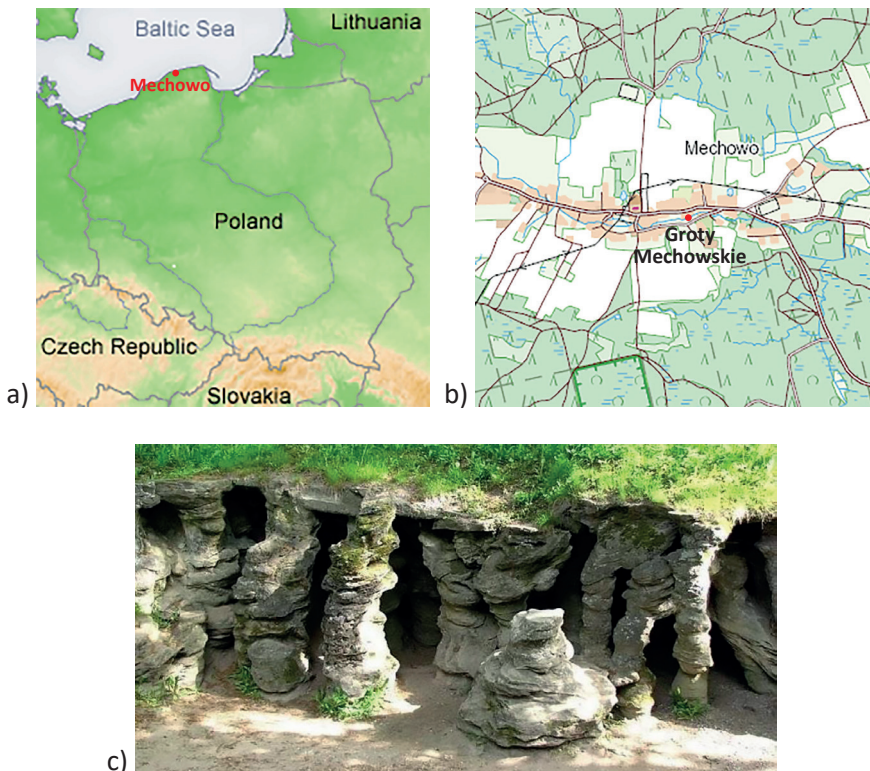 Baltic Sea
Lithuania
Mechowo
Poland
Czech Republic
Slovakia
a)
Mechowo
Groty
Mechowskie
b)
c)